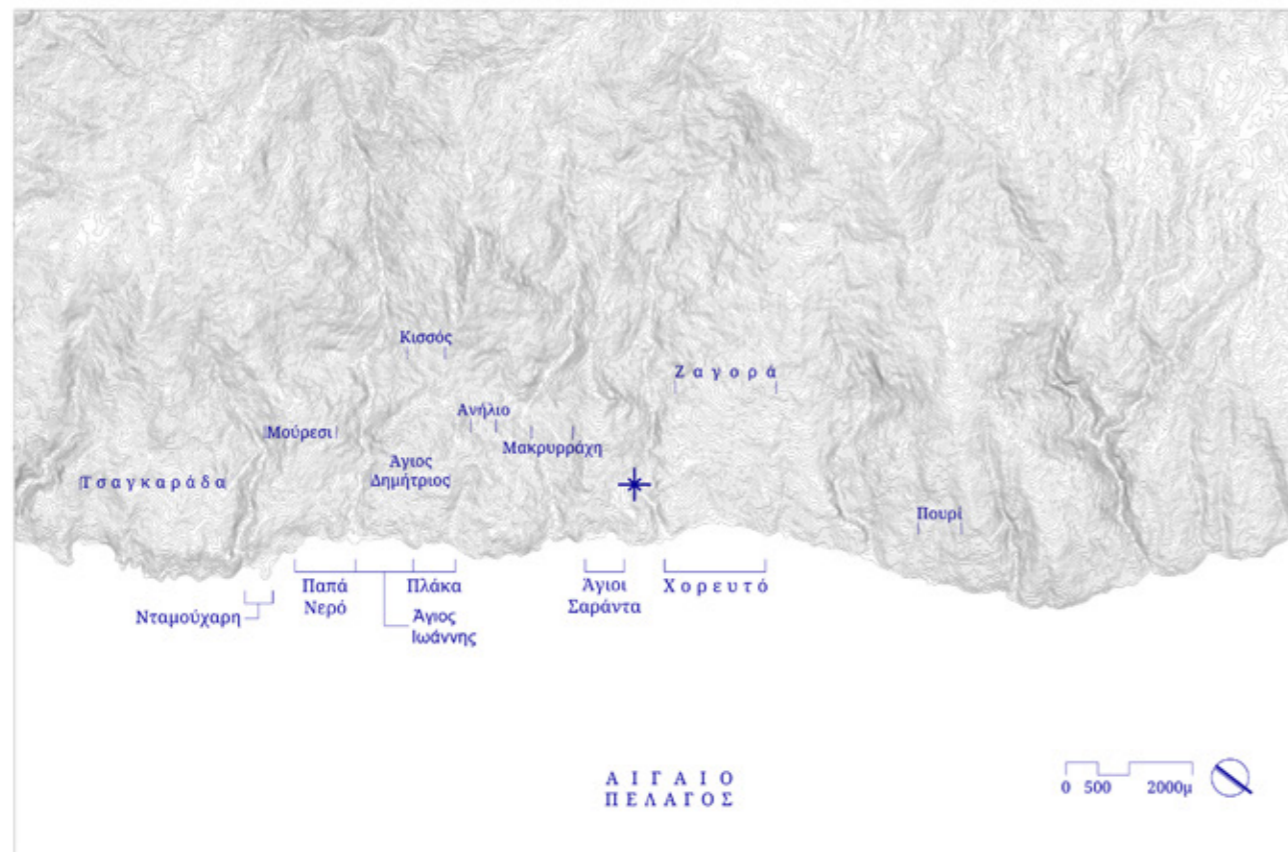 Κισσός
Ζαγορά
Ανήλιο
Μούρεσι
Μακρυρράχη
Άγιος
Δημήτριος
Τσαγκαράδα
Πουρί
Παπά
Νερό
Πλάκα
Άγιοι
Σαράντα
Χορευτό
Νταμούχαρη
Άγιος
Ιωάννης
ΑΙΓΑΙΟ
ΠΕΛΑΓΟΣ
0 500 2000μ